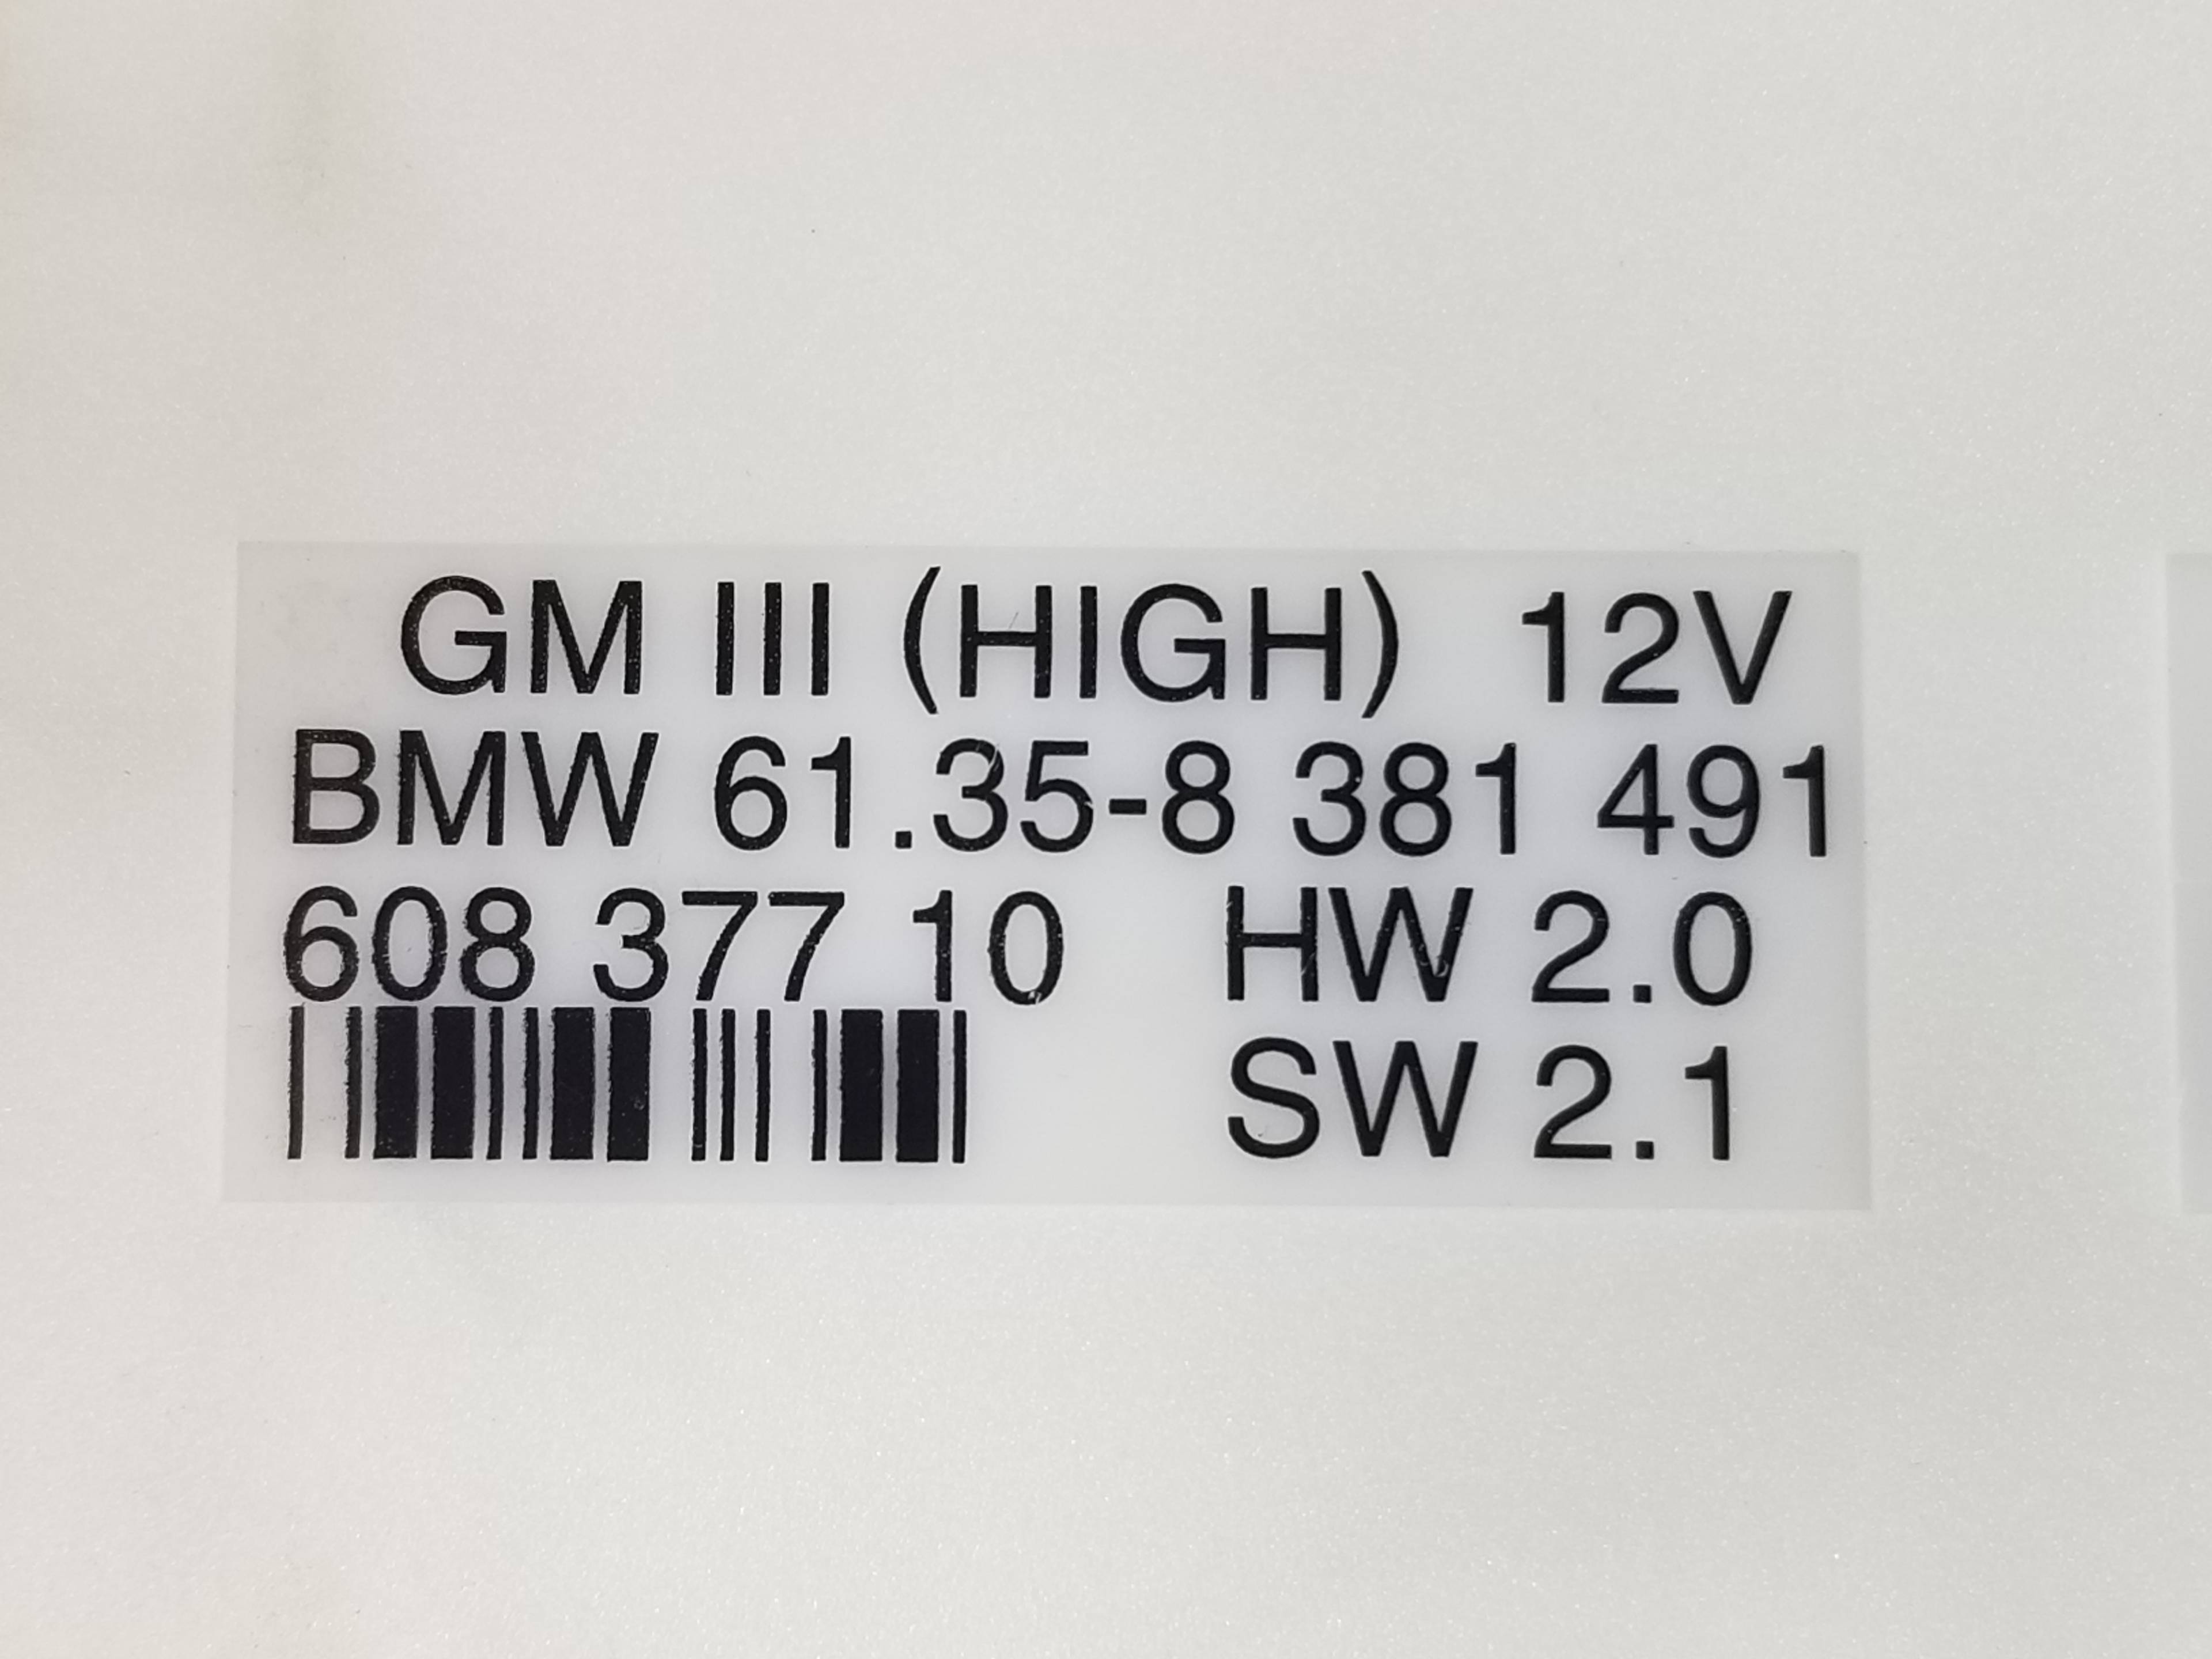 GM III (HIGH) 12V
BMW 61.35-8 381 491
608 377 10 HW 2.0
SW 2.1